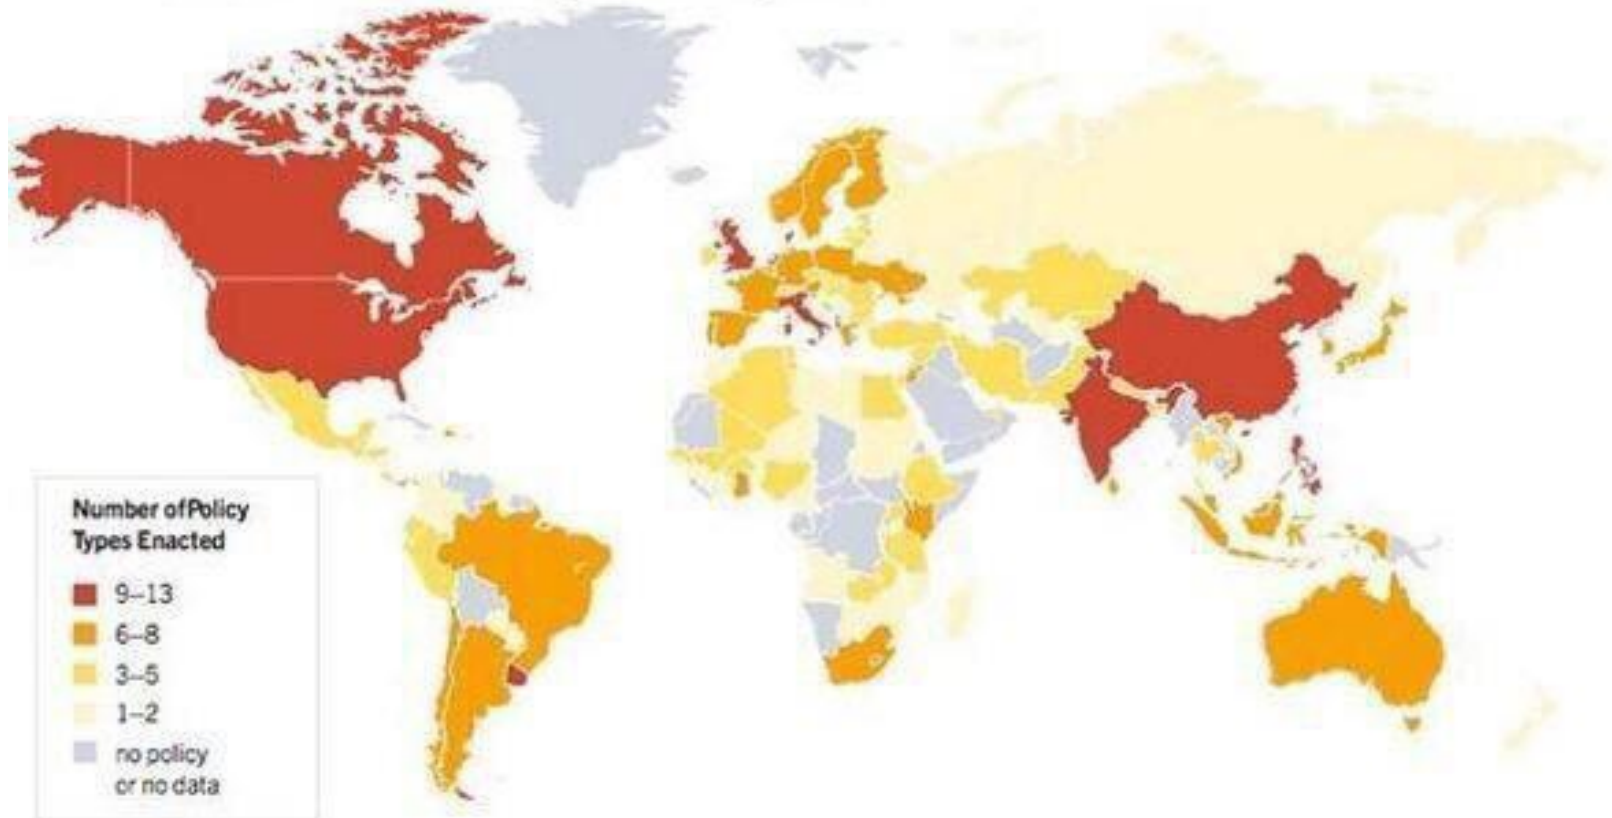 Number of Policy
Types Enacted
9–13
6–8
3–5
1–2
no policy
or no data